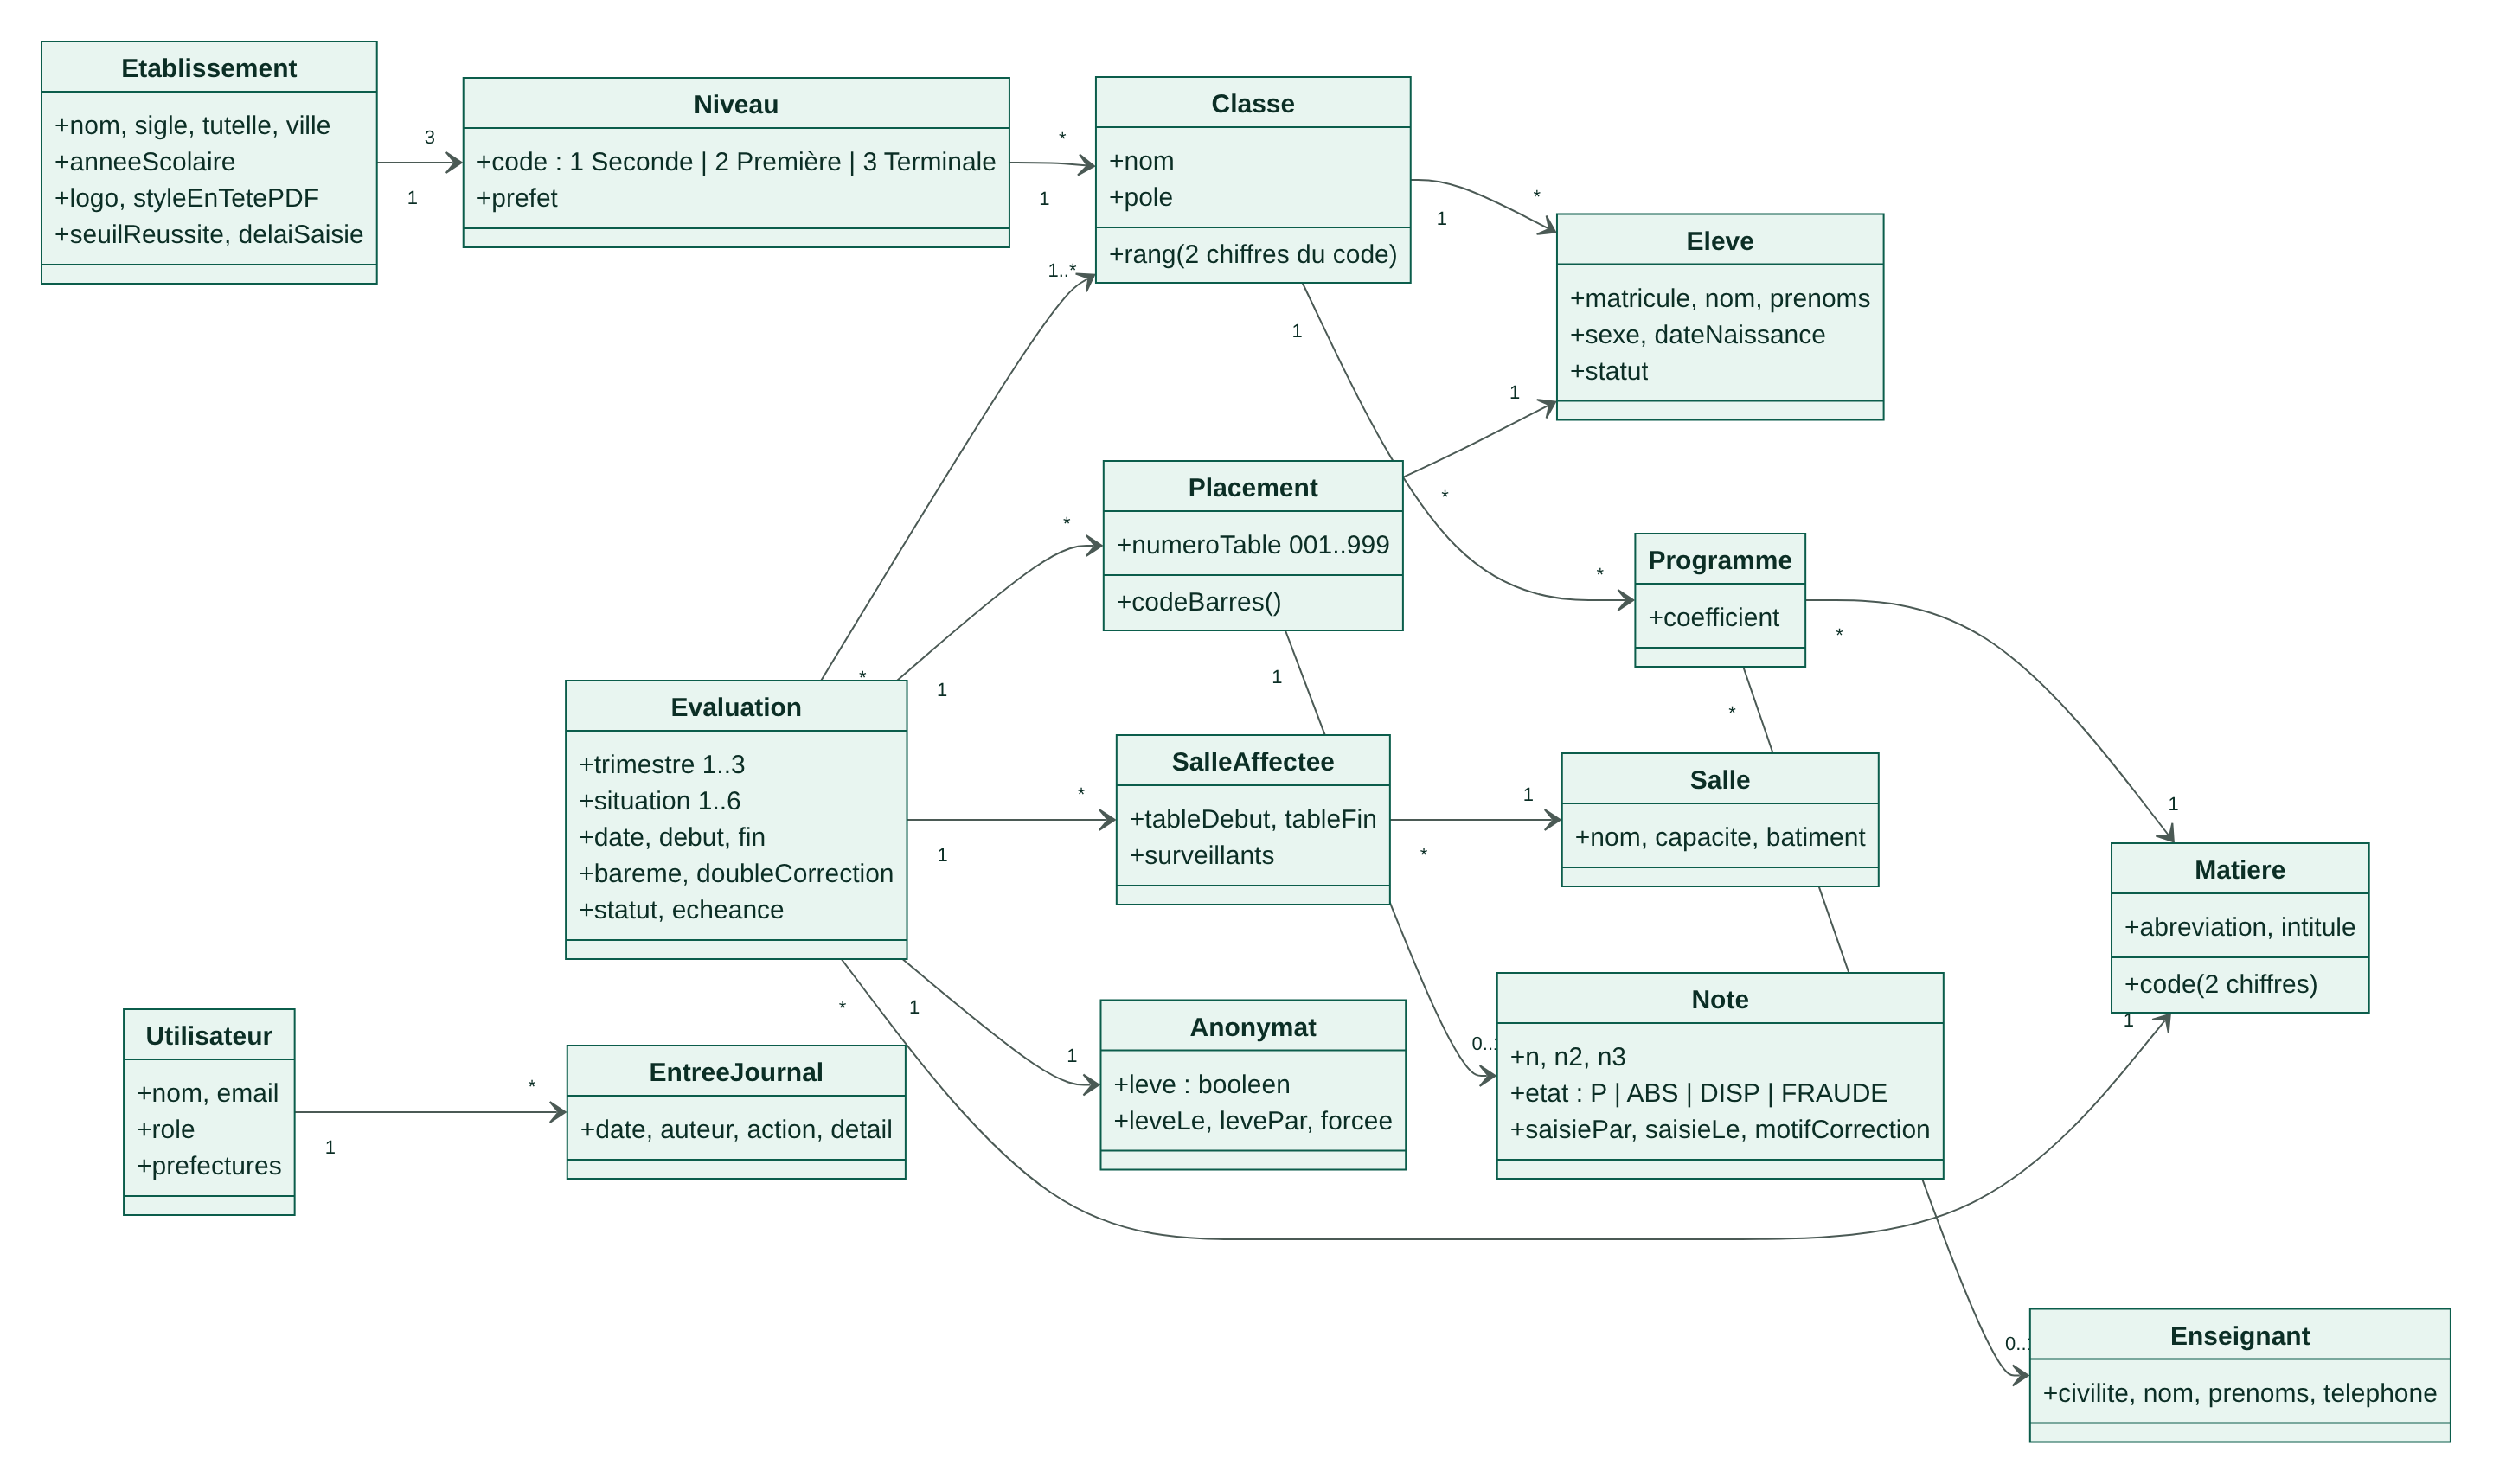 Etablissement
+nom, sigle, tutelle, ville
+anneeScolaire
+logo, styleEnTetePDF
+seuilReussite, delaiSaisie
3
1
Niveau
+code : 1 Seconde | 2 Première | 3 Terminale
+prefet
*
1
Classe
+nom
+pole
+rang(2 chiffres du code)
*
1
1..*
1
Eleve
+matricule, nom, prenoms
+sexe, dateNaissance
+statut
1
Placement
+numeroTable 001..999
+codeBarres()
*
*
*
Programme
+coefficient
*
*
1
*
1
1
Evaluation
+trimestre 1..3
+situation 1..6
+date, debut, fin
+bareme, doubleCorrection
+statut, echeance
*
1
SalleAffectee
+tableDebut, tableFin
+surveillants
1
*
Salle
+nom, capacite, batiment
Matiere
+abreviation, intitule
+code(2 chiffres)
1
*
1
1
Utilisateur
+nom, email
+role
+prefectures
*
1
EntreeJournal
+date, auteur, action, detail
Anonymat
+leve : booleen
+leveLe, levePar, forcee
0..1
Note
+n, n2, n3
+etat : P | ABS | DISP | FRAUDE
+saisiePar, saisieLe, motifCorrection
0..1
Enseignant
+civilite, nom, prenoms, telephone